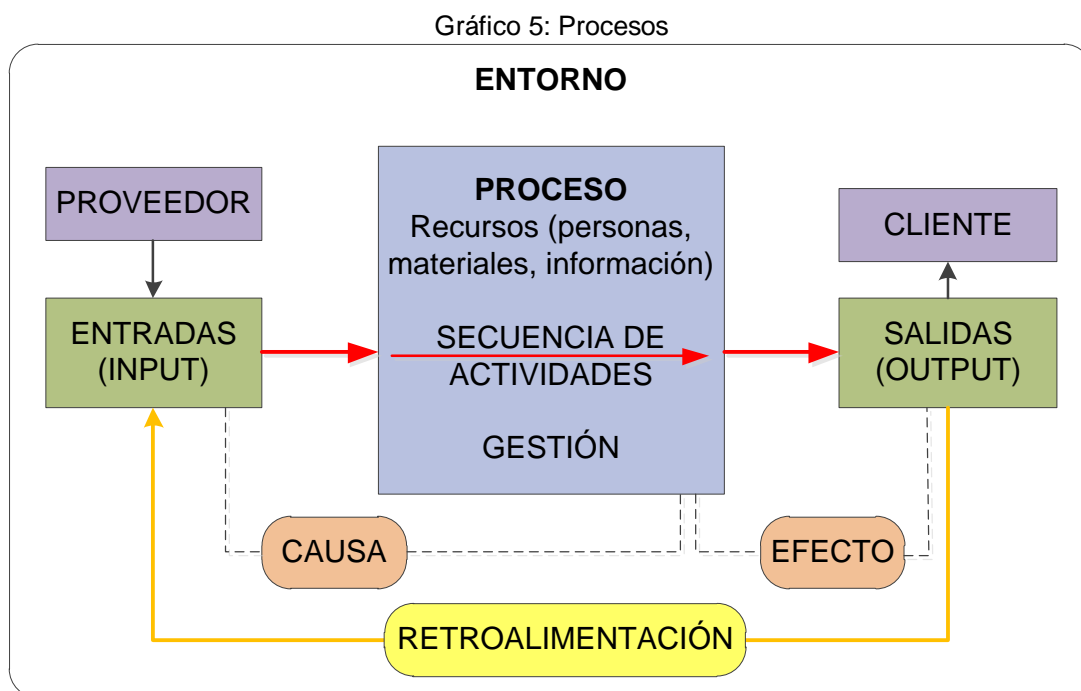 Gráfico 5: Procesos
ENTORNO
PROVEEDOR
ENTRADAS
(INPUT)
PROCESO
Recursos (personas,
materiales, información)
SECUENCIA DE
ACTIVIDADES
GESTIÓN
CLIENTE
SALIDAS
(OUTPUT)
CAUSA
EFECTO
RETROALIMENTACIÓN